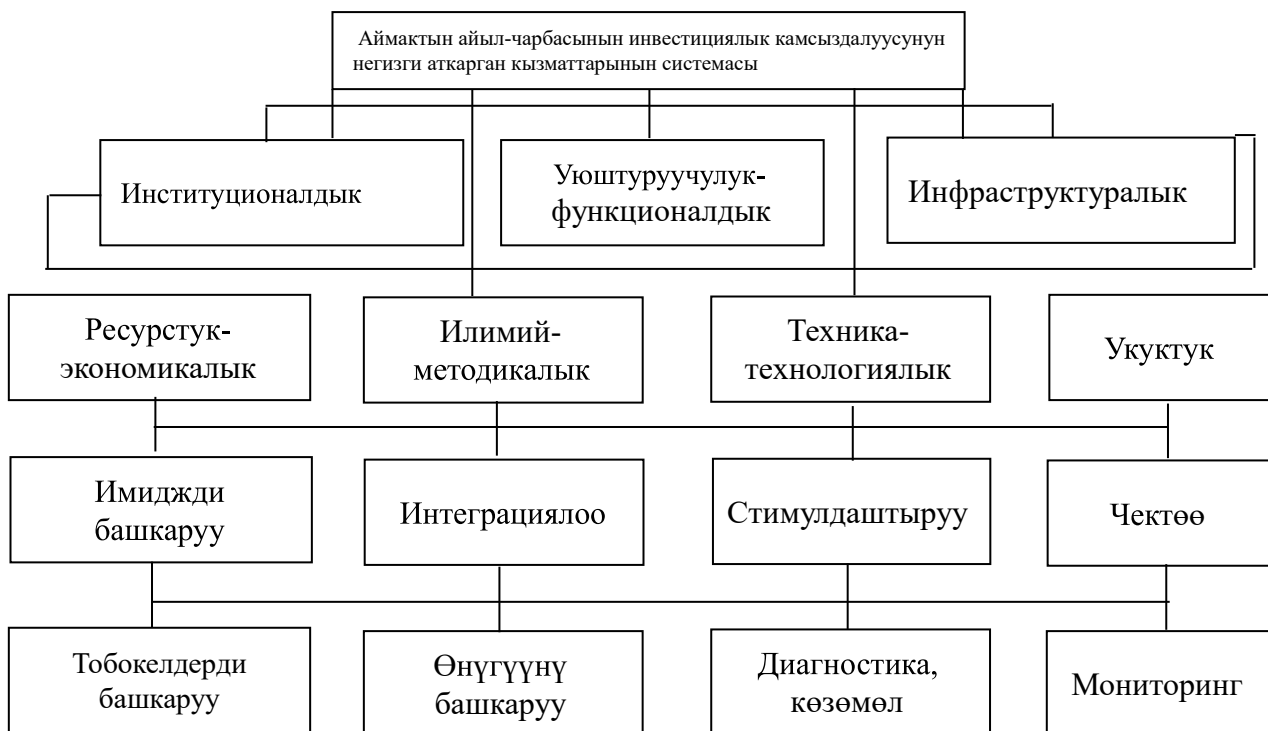 Аймактын айыл-чарбасынын инвестициялык камсыздалуусунун
негизги аткарган кызматтарынын системасы
Институционалдык
Уюштуруучулук-
функционалдык
Инфраструктуралык
Ресурстук-
экономикалык
Илимий-
методикалык
Техника-
технологиялык
Укуктук
Имиджди
башкаруу
Интеграциялоо
Стимулдаштыруу
Чектөө
Тобокелдерди
башкаруу
Өнүгүүнү
башкаруу
Диагностика,
көзөмөл
Мониторинг